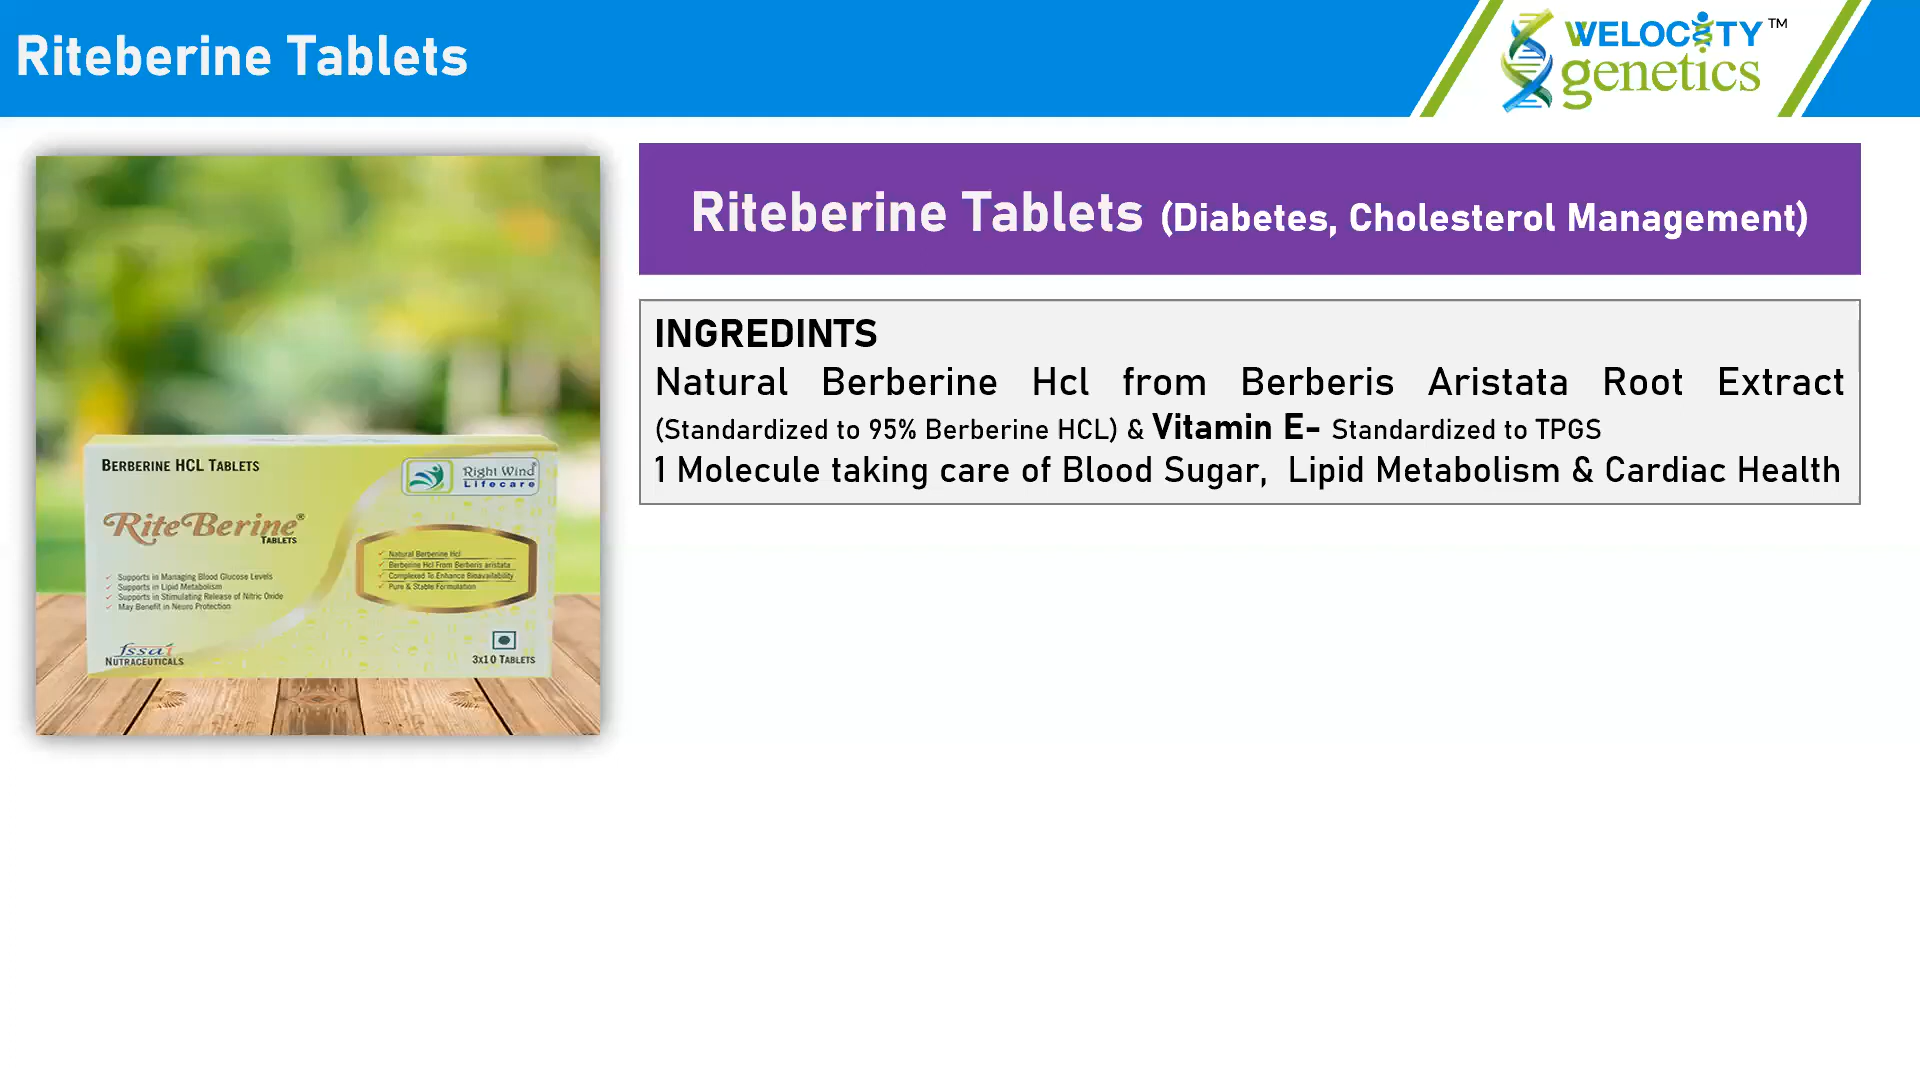 Riteberine Tablets
WELOCITY™
genetics
Riteberine Tablets (Diabetes, Cholesterol Management)
INGREDINTS
Natural Berberine Hcl from Berberis Aristata Root Extract
(Standardized to 95% Berberine HCL) & Vitamin E- Standardized to TPGS
1 Molecule taking care of Blood Sugar, Lipid Metabolism & Cardiac Health
BERBERINE HCL TABLETS
Right Wind®
Lifecare
RiteBerine®
TABLETS
✓ Natural Berberine Hcl
✓ Berberine Hcl From Berberis aristata
✓ Complexed To Enhance Bioavailability
✓ Pure & Stable Formulation
✓ Supports in Managing Blood Glucose Levels
✓ Supports in Lipid Metabolism
✓ Supports in Stimulating Release of Nitric Oxide
✓ May Benefit in Neuro Protection
fssai
NUTRACEUTICALS
3x10 TABLETS